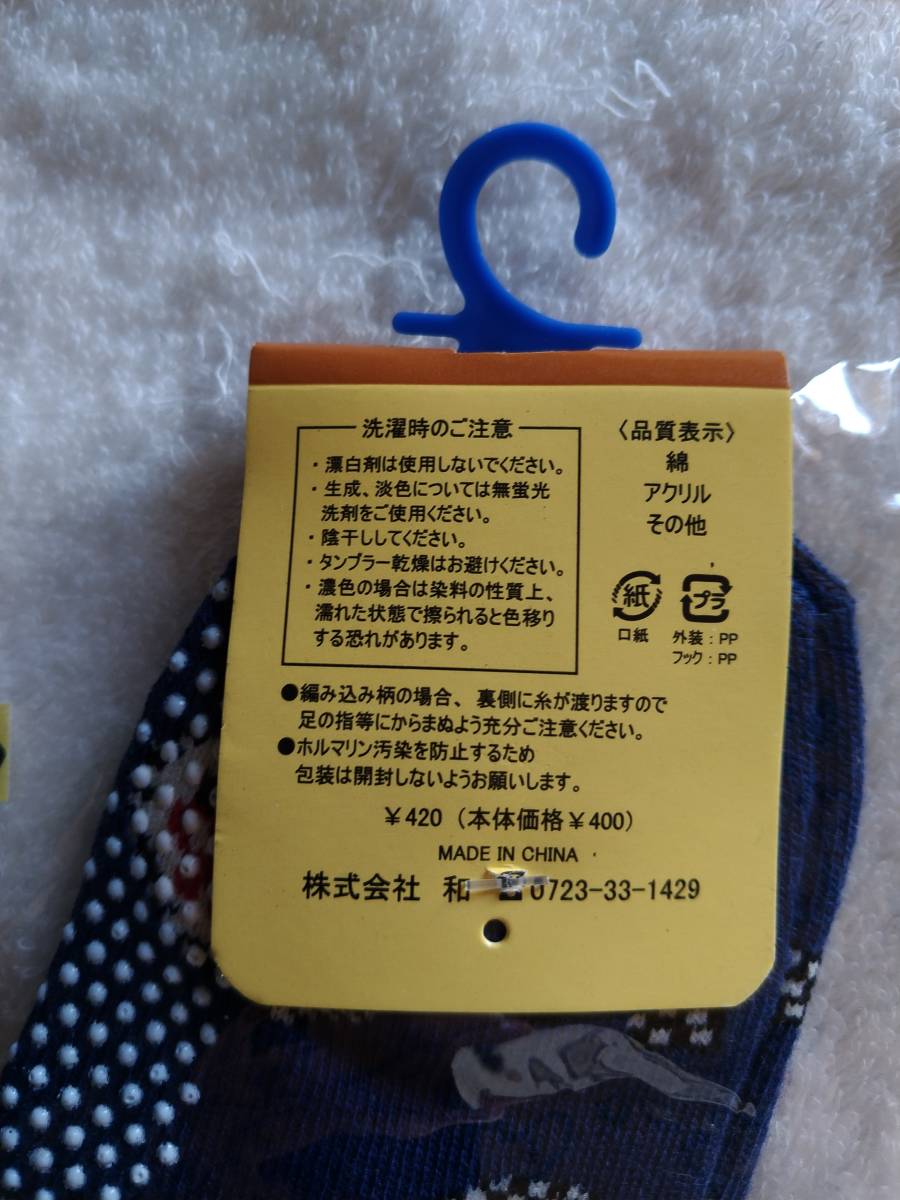 洗濯時のご注意
・漂白剤は使用しないでください。
・生成、淡色については無蛍光
洗剤をご使用ください。
・陰干ししてください。
・タンブラー乾燥はお避けください。
・濃色の場合は染料の性質上、
濡れた状態で擦られると色移り
する恐れがあります。
〈品質表示〉
綿
アクリル
その他
紙
プラ
口紙
外装：PP
フック：PP
●編み込み柄の場合、裏側に糸が渡りますので
足の指等にからまぬよう充分ご注意ください。
●ホルマリン汚染を防止するため
包装は開封しないようお願いします。
￥420（本体価格￥400）
MADE IN CHINA
株式会社 和 ☎0723-33-1429